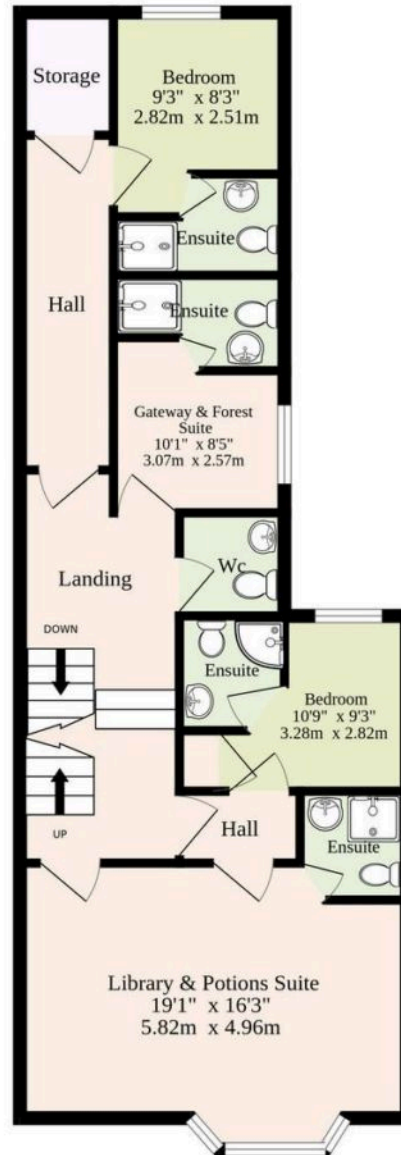 Storage
Bedroom
9'3" x 8'3"
2.82m x 2.51m
Ensuite
Hall
Ensuite
Gateway & Forest
Suite
10'1" x 8'5"
3.07m x 2.57m
Landing
Wc
DOWN
Ensuite
Bedroom
10'9" x 9'3"
3.28m x 2.82m
UP
Hall
Ensuite
Library & Potions Suite
19'1" x 16'3"
5.82m x 4.96m